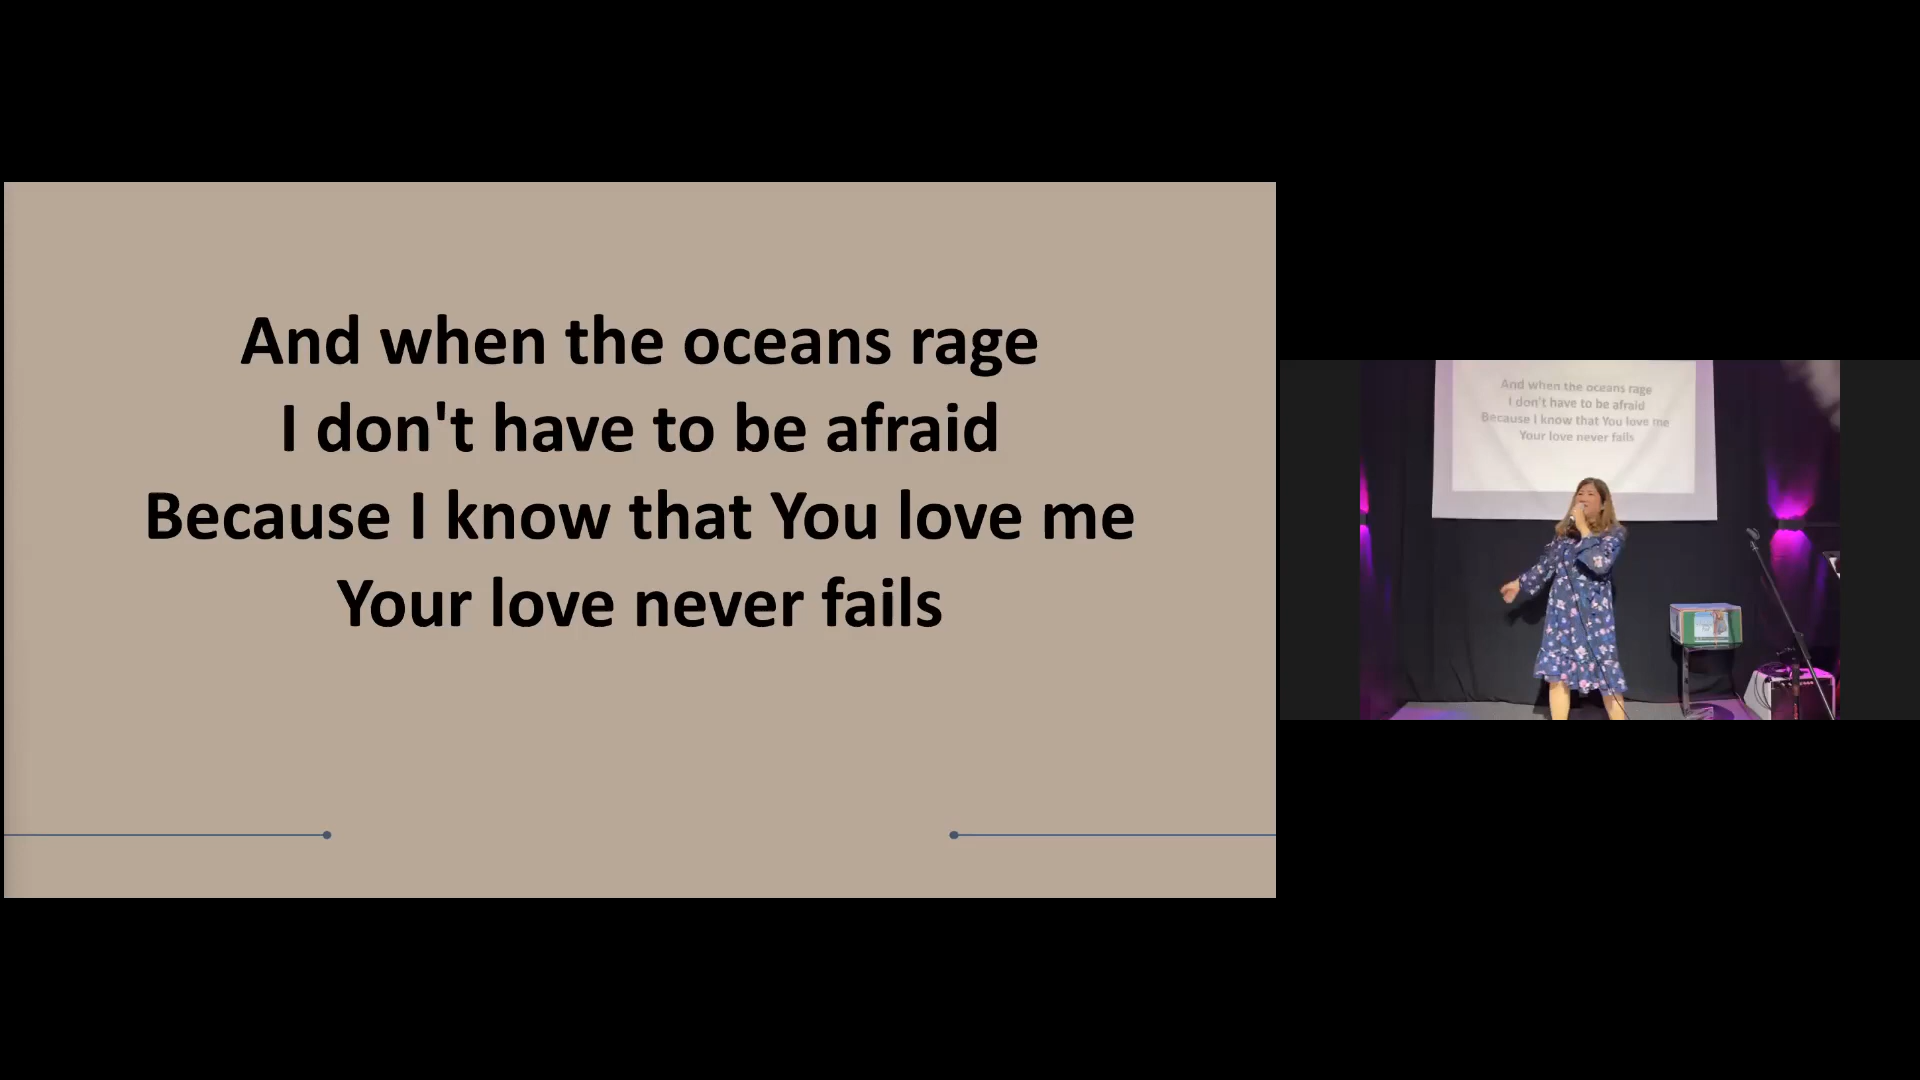 And when the oceans rage
I don't have to be afraid
Because I know that You love me
Your love never fails
And when the oceans rage
I don't have to be afraid
Because I know that You love me
Your love never fails